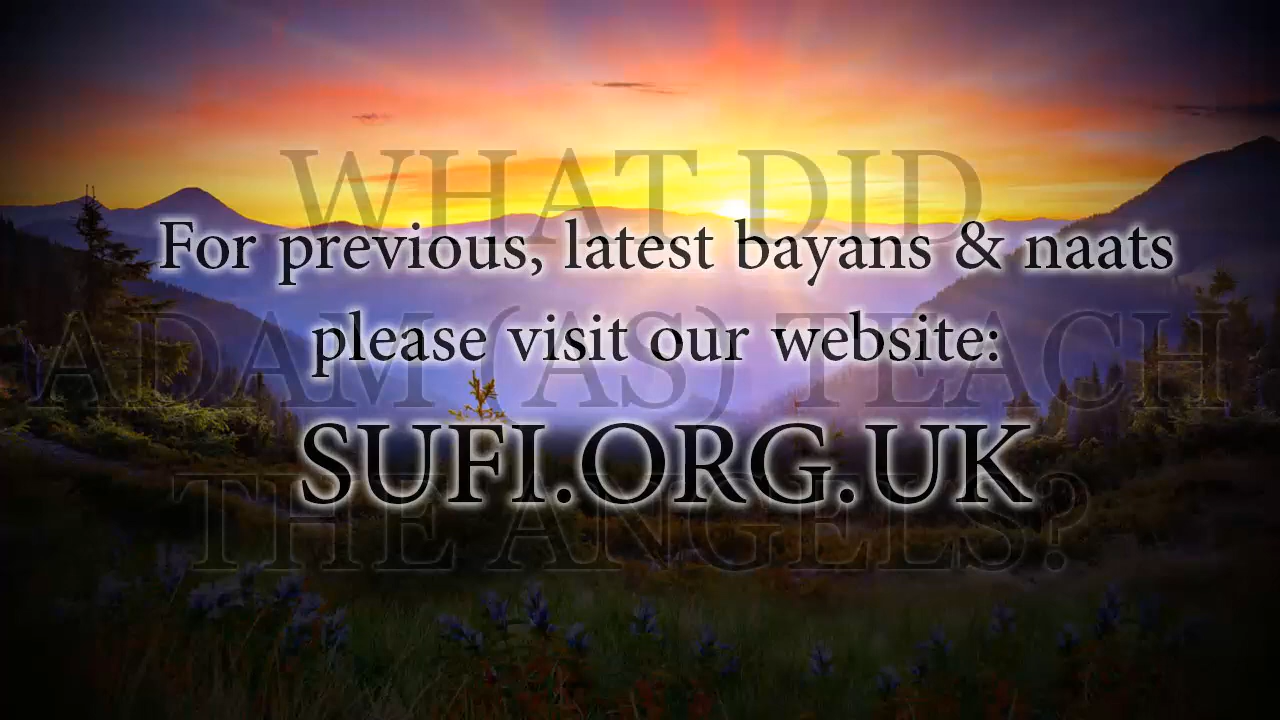 WHAT DID
For previous, latest bayans & naats
please visit our website:
ADAM (AS) TEACH
SUFI.ORG.UK
THE ANGELS?